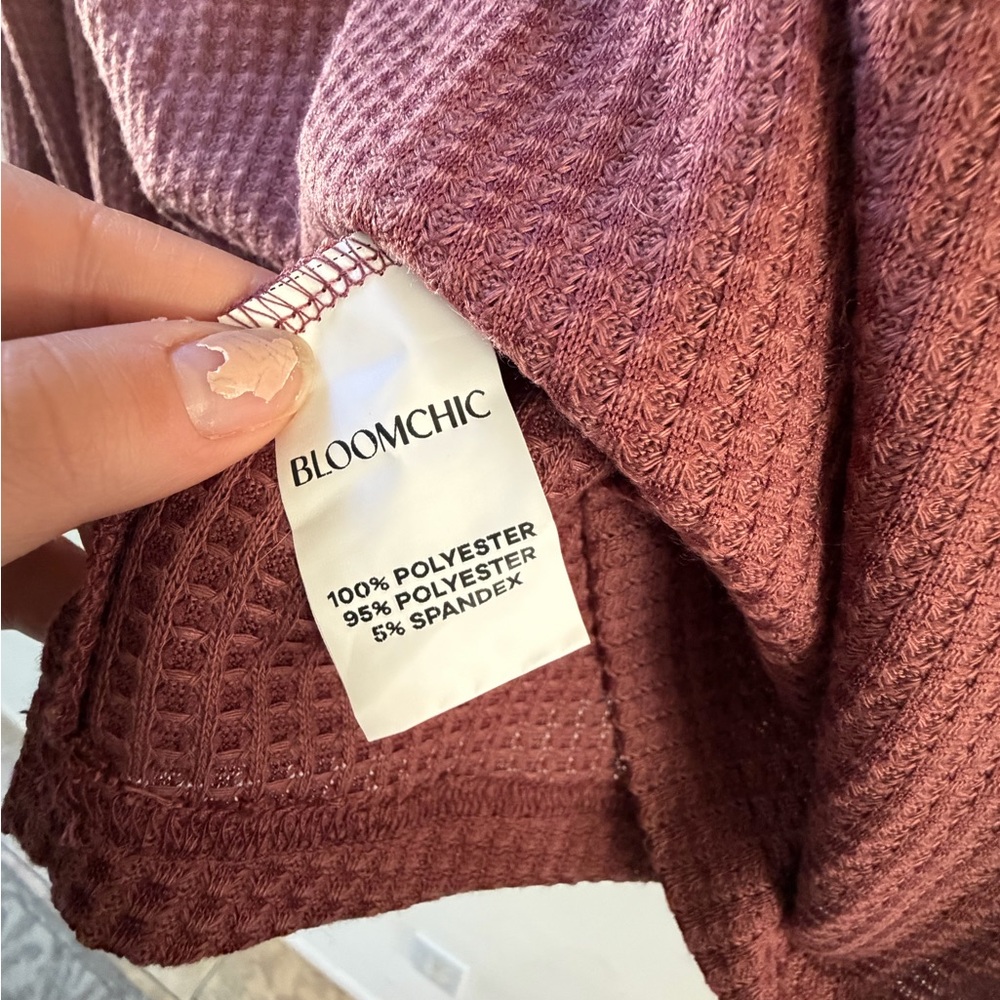 BLOOMCHIC
100% POLYESTER
95% POLYESTER
5% SPANDEX